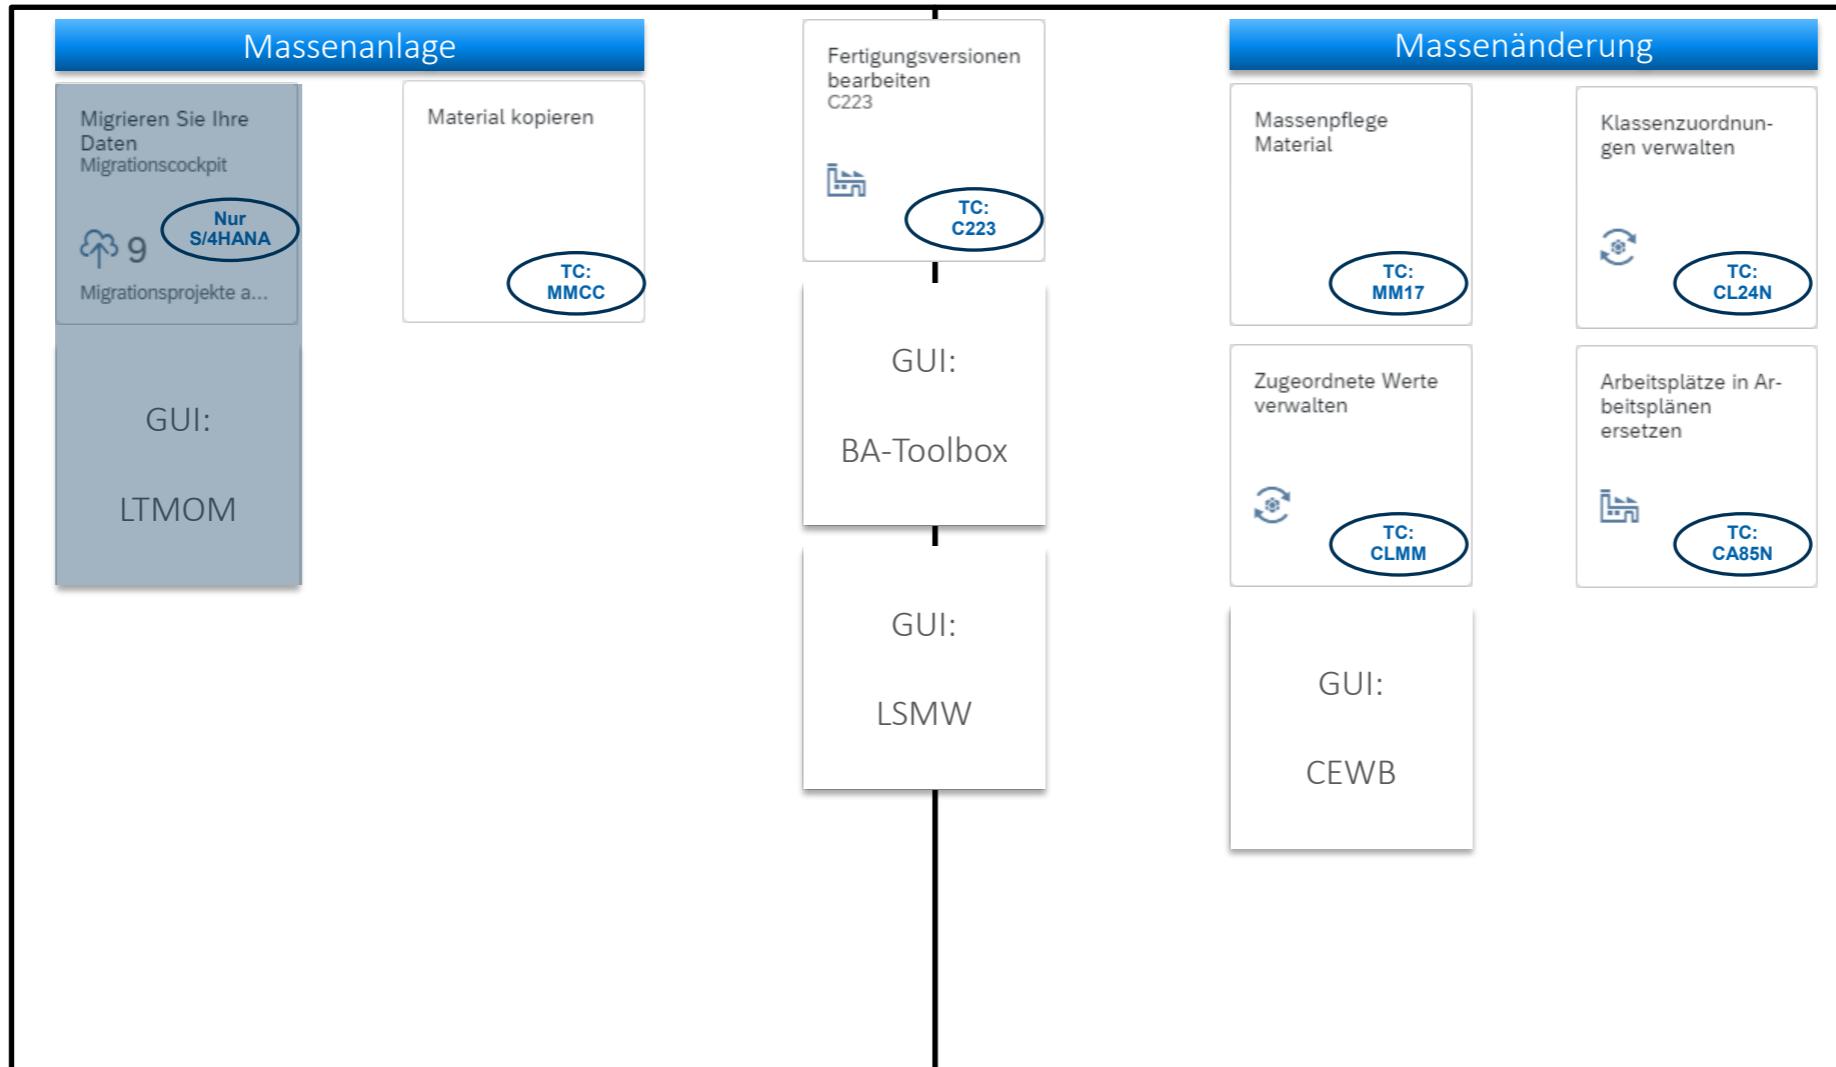 Massenanlage
Migrieren Sie Ihre
Daten
Migrationscockpit
Nur
S/4HANA
9
Migrationsprojekte a...
GUI:
LTMOM
Material kopieren
TC:
MMCC
Fertigungsversionen
bearbeiten
C223
TC:
C223
GUI:
BA-Toolbox
GUI:
LSMW
Massenänderung
Massenpflege
Material
TC:
MM17
Klassenzuordnun-
gen verwalten
TC:
CL24N
Zugeordnete Werte
verwalten
TC:
CLMM
Arbeitsplätze in Ar-
beitsplänen
ersetzen
TC:
CA85N
GUI:
CEWB